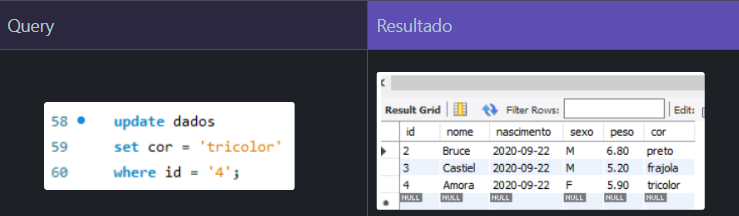 Query
Resultado
58 update dados
59 set cor = 'tricolor'
60 where id = '4';
Result Grid Filter Rows: Edit:
id nome nascimento sexo peso cor
2 Bruce 2020-09-22 M 6.80 preto
3 Castiel 2020-09-22 M 5.20 frajola
4 Amora 2020-09-22 F 5.90 tricolor
NULL NULL NULL NULL NULL NULL